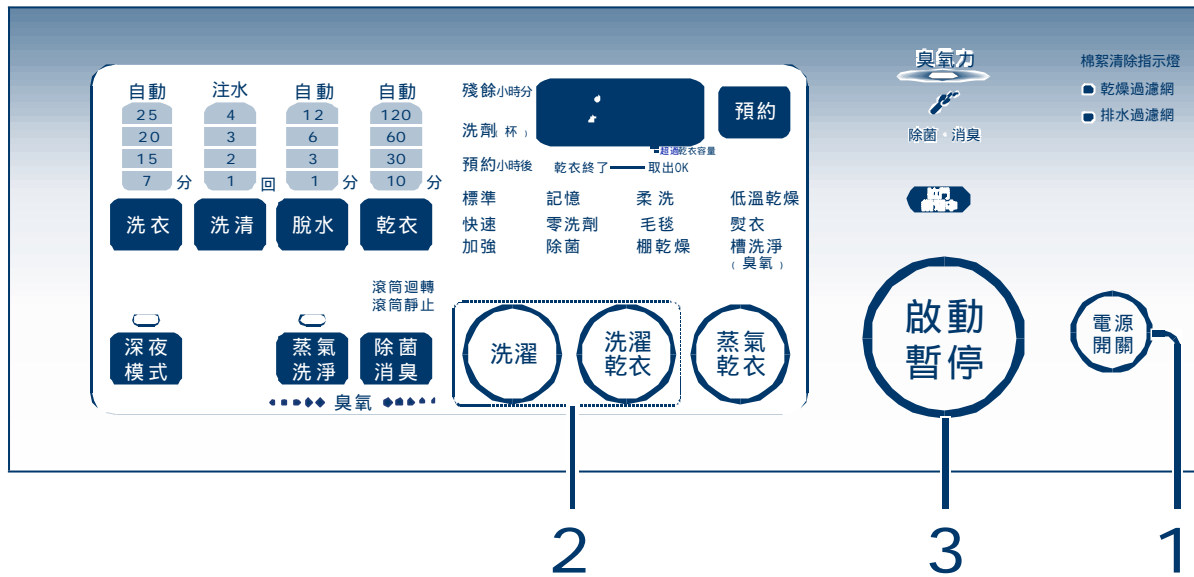 自動 注水 自動 自動
25 4 12 120
20 3 6 60
15 2 3 30
7 分 1 回 1 分 10 分
洗衣 洗清 脫水 乾衣
滾筒迴轉
滾筒靜止
深夜
模式
蒸氣
洗淨
除菌
消臭
臭氧
殘餘小時分
洗劑(杯)
預約小時後
預約
超過乾衣容量
乾衣終了 取出OK
標準 記憶 柔洗 低溫乾燥
快速 零洗劑 毛毯 熨衣
加強 除菌 棚乾燥 槽洗淨
(臭氧)
洗濯
洗濯
乾衣
蒸氣
乾衣
臭氧力
除菌·消臭
啟動
暫停
棉絮清除指示燈
乾燥過濾網
排水過濾網
電源
開關
2
3
1